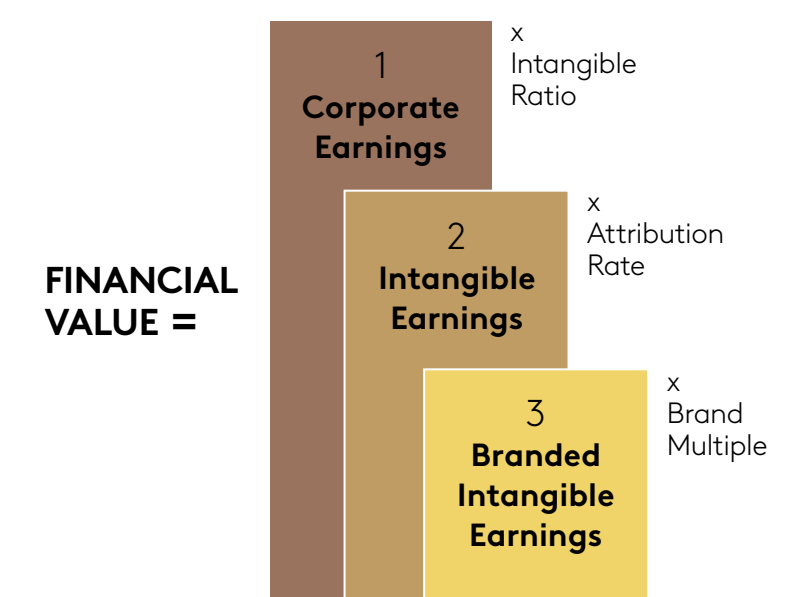 FINANCIAL
VALUE =
1
Corporate
Earnings
x
Intangible
Ratio
2
Intangible
Earnings
x
Attribution
Rate
3
Branded
Intangible
Earnings
x
Brand
Multiple